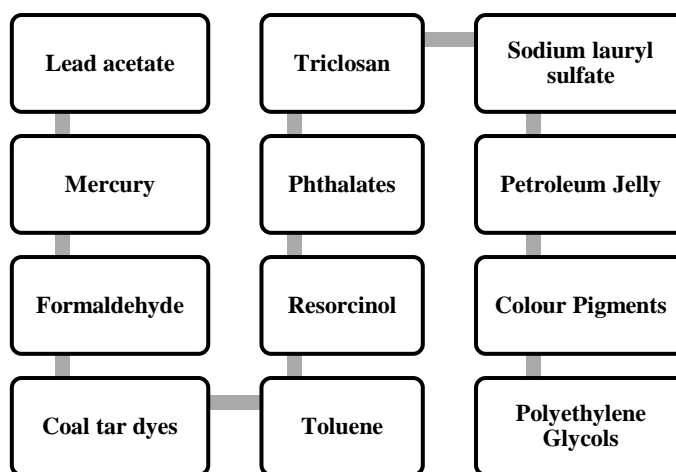 Lead acetate
Mercury
Formaldehyde
Coal tar dyes
Toluene
Resorcinol
Phthalates
Triclosan
Sodium lauryl
sulfate
Petroleum Jelly
Colour Pigments
Polyethylene
Glycols